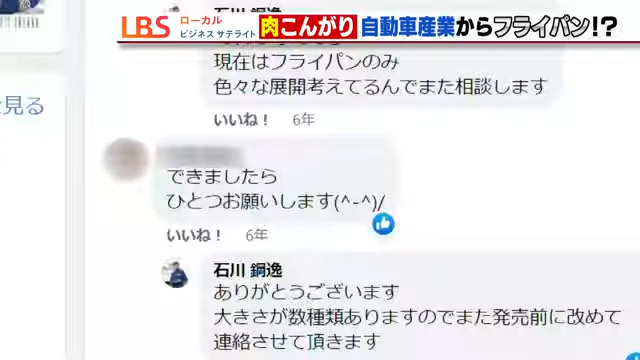 LBS
ローカル
ビジネス サテライト
肉こんがり 自動車産業からフライパン!?
石川 鋼逸
現在はフライパンのみ
色々な展開考えてるんでまた相談します
いいね! 6年
を見る
できましたら
ひとつお願いします(^-^)/
いいね! 6年
石川 鋼逸
ありがとうございます
大きさが数種類ありますのでまた発売前に改めて
連絡させて頂きます